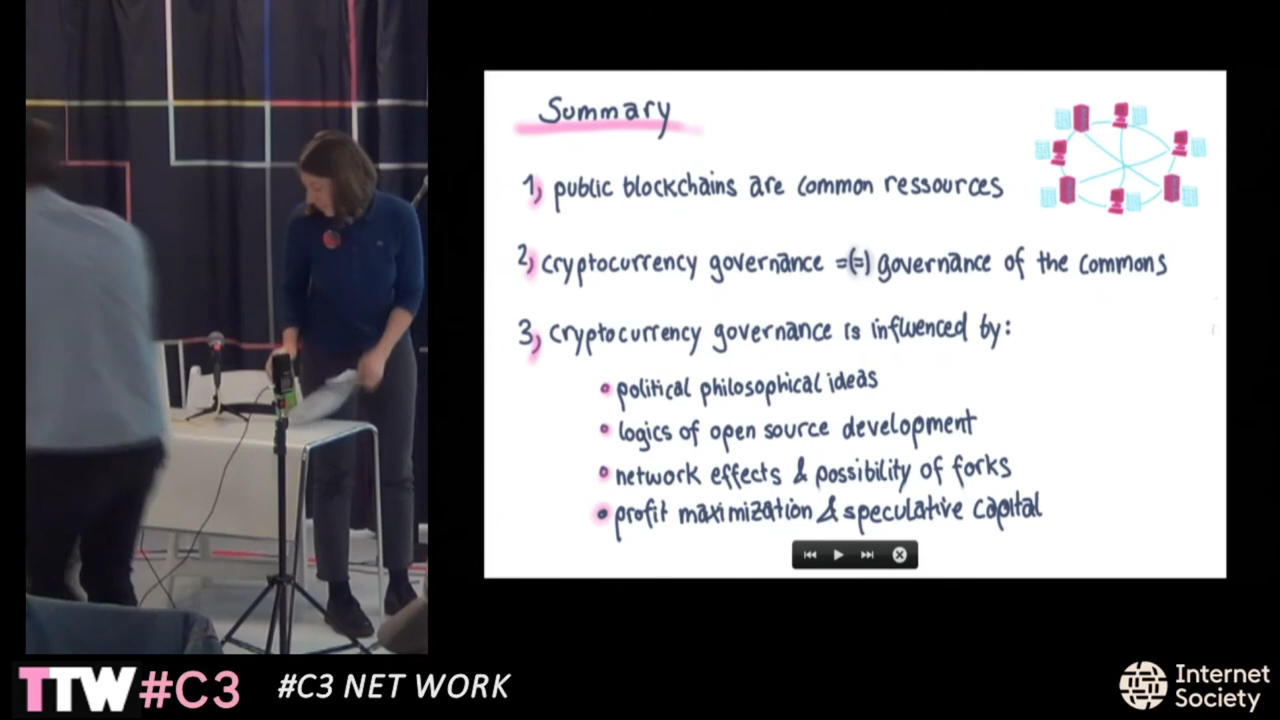 Summary
1) public blockchains are common ressources
2) cryptocurrency governance =(=) governance of the commons
3) cryptocurrency governance is influenced by:
• political philosophical ideas
• logics of open source development
• network effects & possibility of forks
• profit maximization & speculative capital
TTW#C3
#C3 NET WORK
Internet
Society